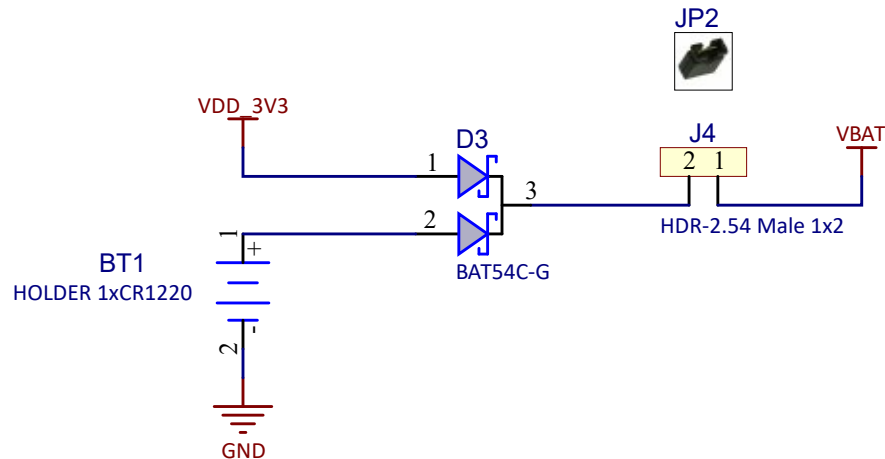 JP2
VDD_3V3
D3
J4
VBAT
1
2 1
3
2
HDR-2.54 Male 1x2
1
+
BT1
BAT54C-G
HOLDER 1xCR1220
-
2
GND